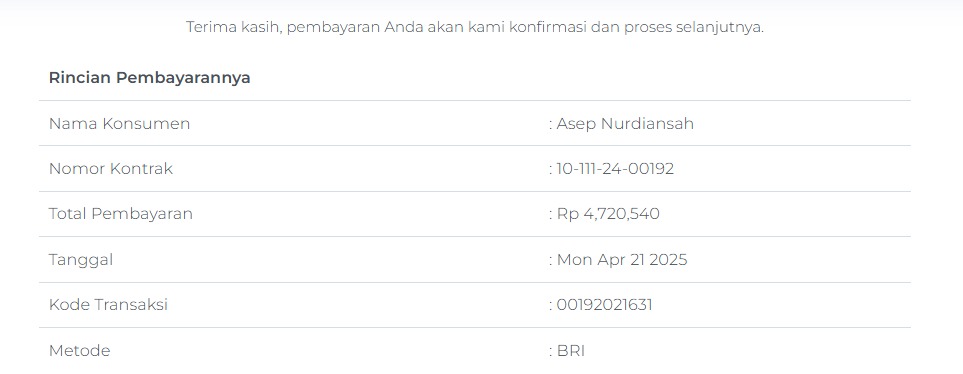 Terima kasih, pembayaran Anda akan kami konfirmasi dan proses selanjutnya.
Rincian Pembayarannya
Nama Konsumen : Asep Nurdiansah
Nomor Kontrak : 10-111-24-00192
Total Pembayaran : Rp 4,720,540
Tanggal : Mon Apr 21 2025
Kode Transaksi : 00192021631
Metode : BRI